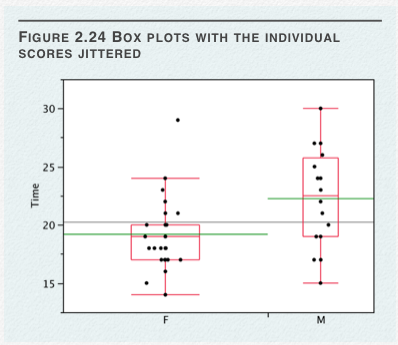 FIGURE 2.24 BOX PLOTS WITH THE INDIVIDUAL
SCORES JITTERED
30
25
Time
20
15
F
M